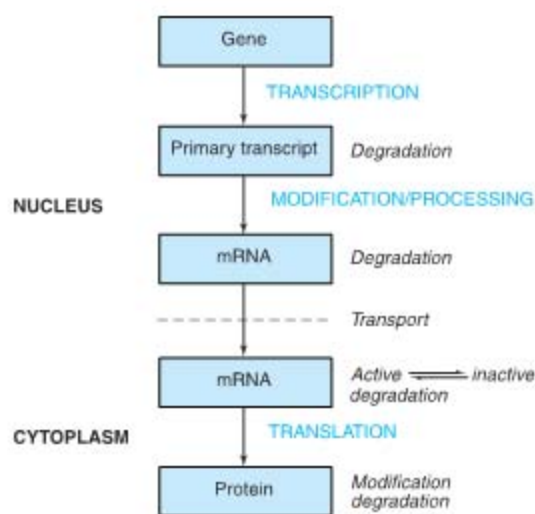 Gene
TRANSCRIPTION
Primary transcript
Degradation
NUCLEUS
MODIFICATION/PROCESSING
mRNA
Degradation
Transport
mRNA
Active inactive
degradation
CYTOPLASM
TRANSLATION
Protein
Modification
degradation